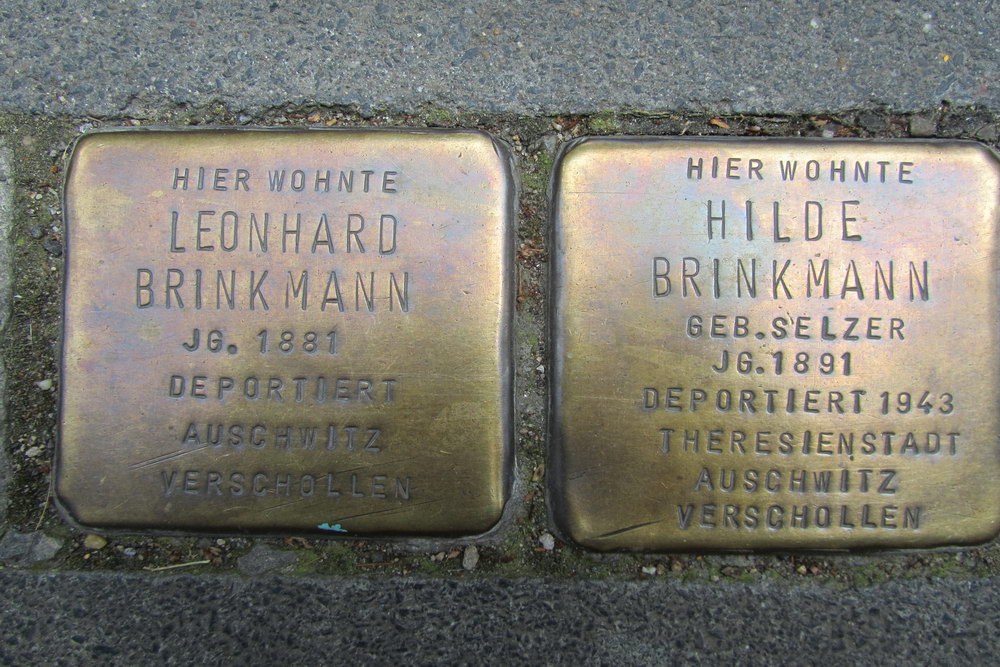 HIER WOHNTE
LEONHARD
BRINKMANN
JG. 1881
DEPORTIERT
AUSCHWITZ
VERSCHOLLEN
HIER WOHNTE
HILDE
BRINKMANN
GEB. SELZER
JG. 1891
DEPORTIERT 1943
THERESIENSTADT
AUSCHWITZ
VERSCHOLLEN